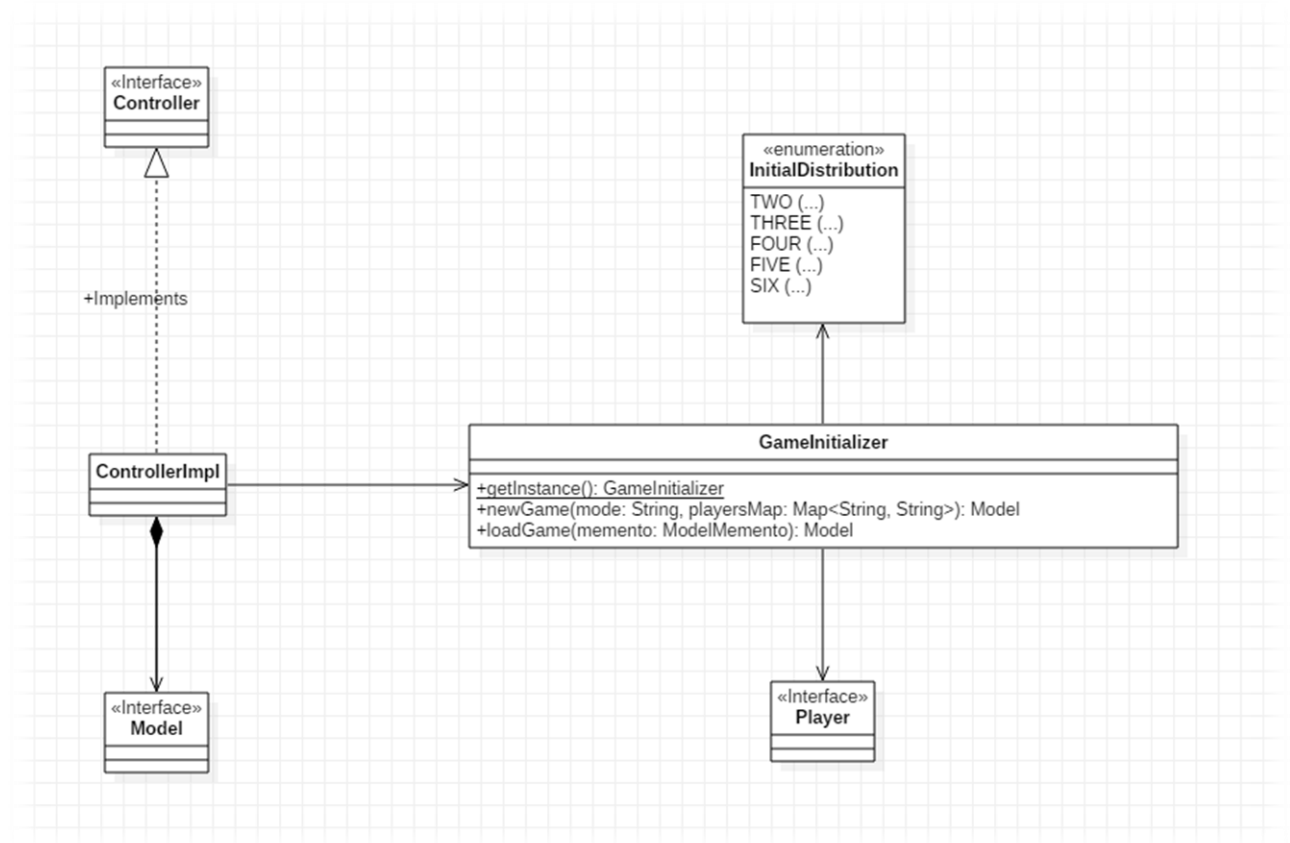 «Interface»
Controller
«enumeration»
InitialDistribution
TWO (...)
THREE (...)
FOUR (...)
FIVE (...)
SIX (...)
+Implements
GameInitializer
ControllerImpl
+getInstance(): GameInitializer
+newGame(mode: String, playersMap: Map<String, String>): Model
+loadGame(memento: ModelMemento): Model
«Interface»
Model
«Interface»
Player